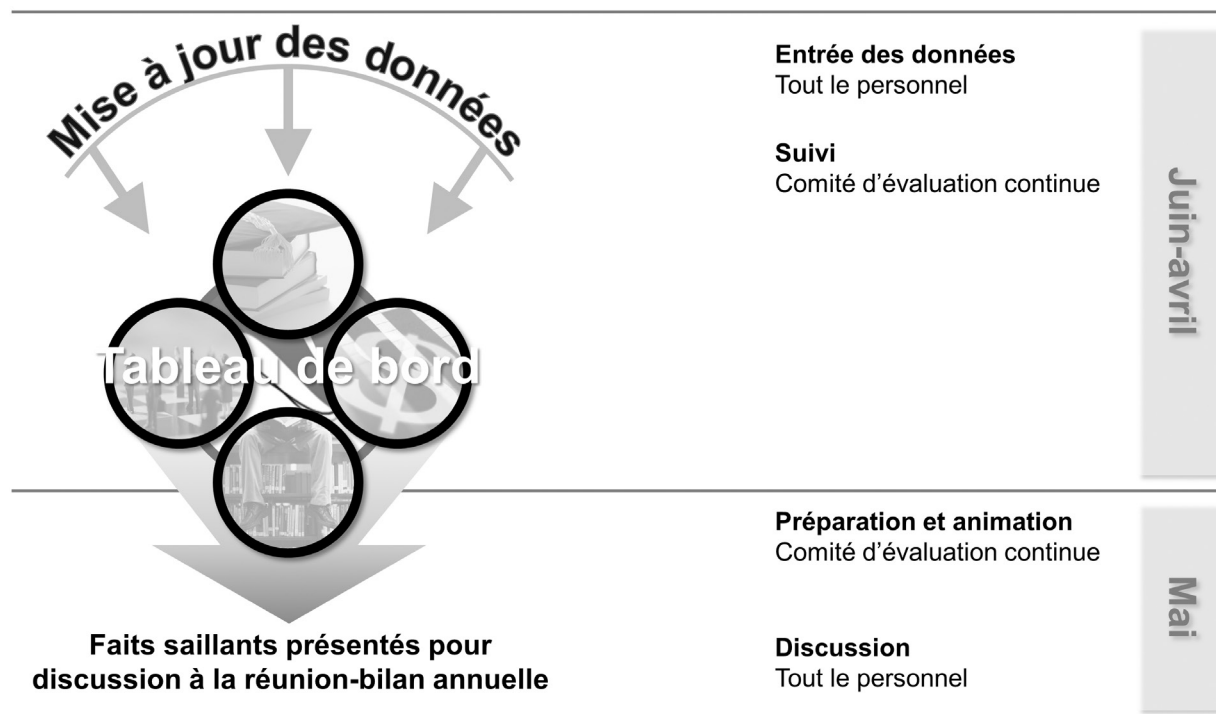 Mise à jour des données
Entrée des données
Tout le personnel
Suivi
Comité d’évaluation continue
Juin-avril
Tableau de bord
Préparation et animation
Comité d’évaluation continue
Mai
Faits saillants présentés pour
discussion à la réunion-bilan annuelle
Discussion
Tout le personnel